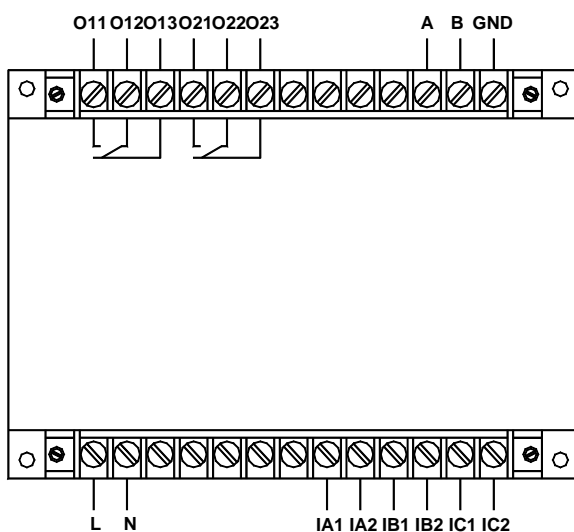 O11 O12 O13 O21 O22 O23 A B GND
L N IA1 IA2 IB1 IB2 IC1 IC2